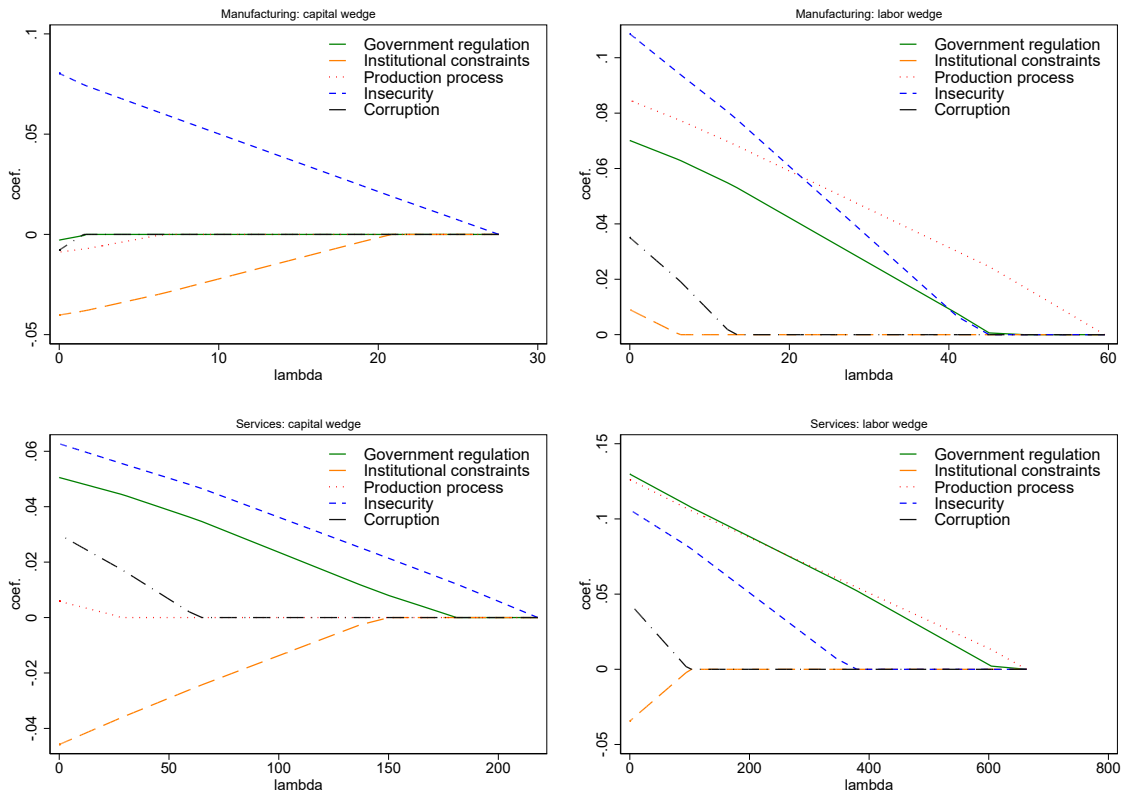 Manufacturing: capital wedge
.1
.05
0
-.05
coef.
0 10 20 30
lambda
Government regulation
Institutional constraints
Production process
Insecurity
Corruption
Manufacturing: labor wedge
.1
.08
.06
.04
.02
0
coef.
0 20 40 60
lambda
Government regulation
Institutional constraints
Production process
Insecurity
Corruption
Services: capital wedge
.06
.04
.02
0
-.02
-.04
coef.
0 50 100 150 200
lambda
Government regulation
Institutional constraints
Production process
Insecurity
Corruption
Services: labor wedge
.15
.1
.05
0
-.05
coef.
0 200 400 600 800
lambda
Government regulation
Institutional constraints
Production process
Insecurity
Corruption